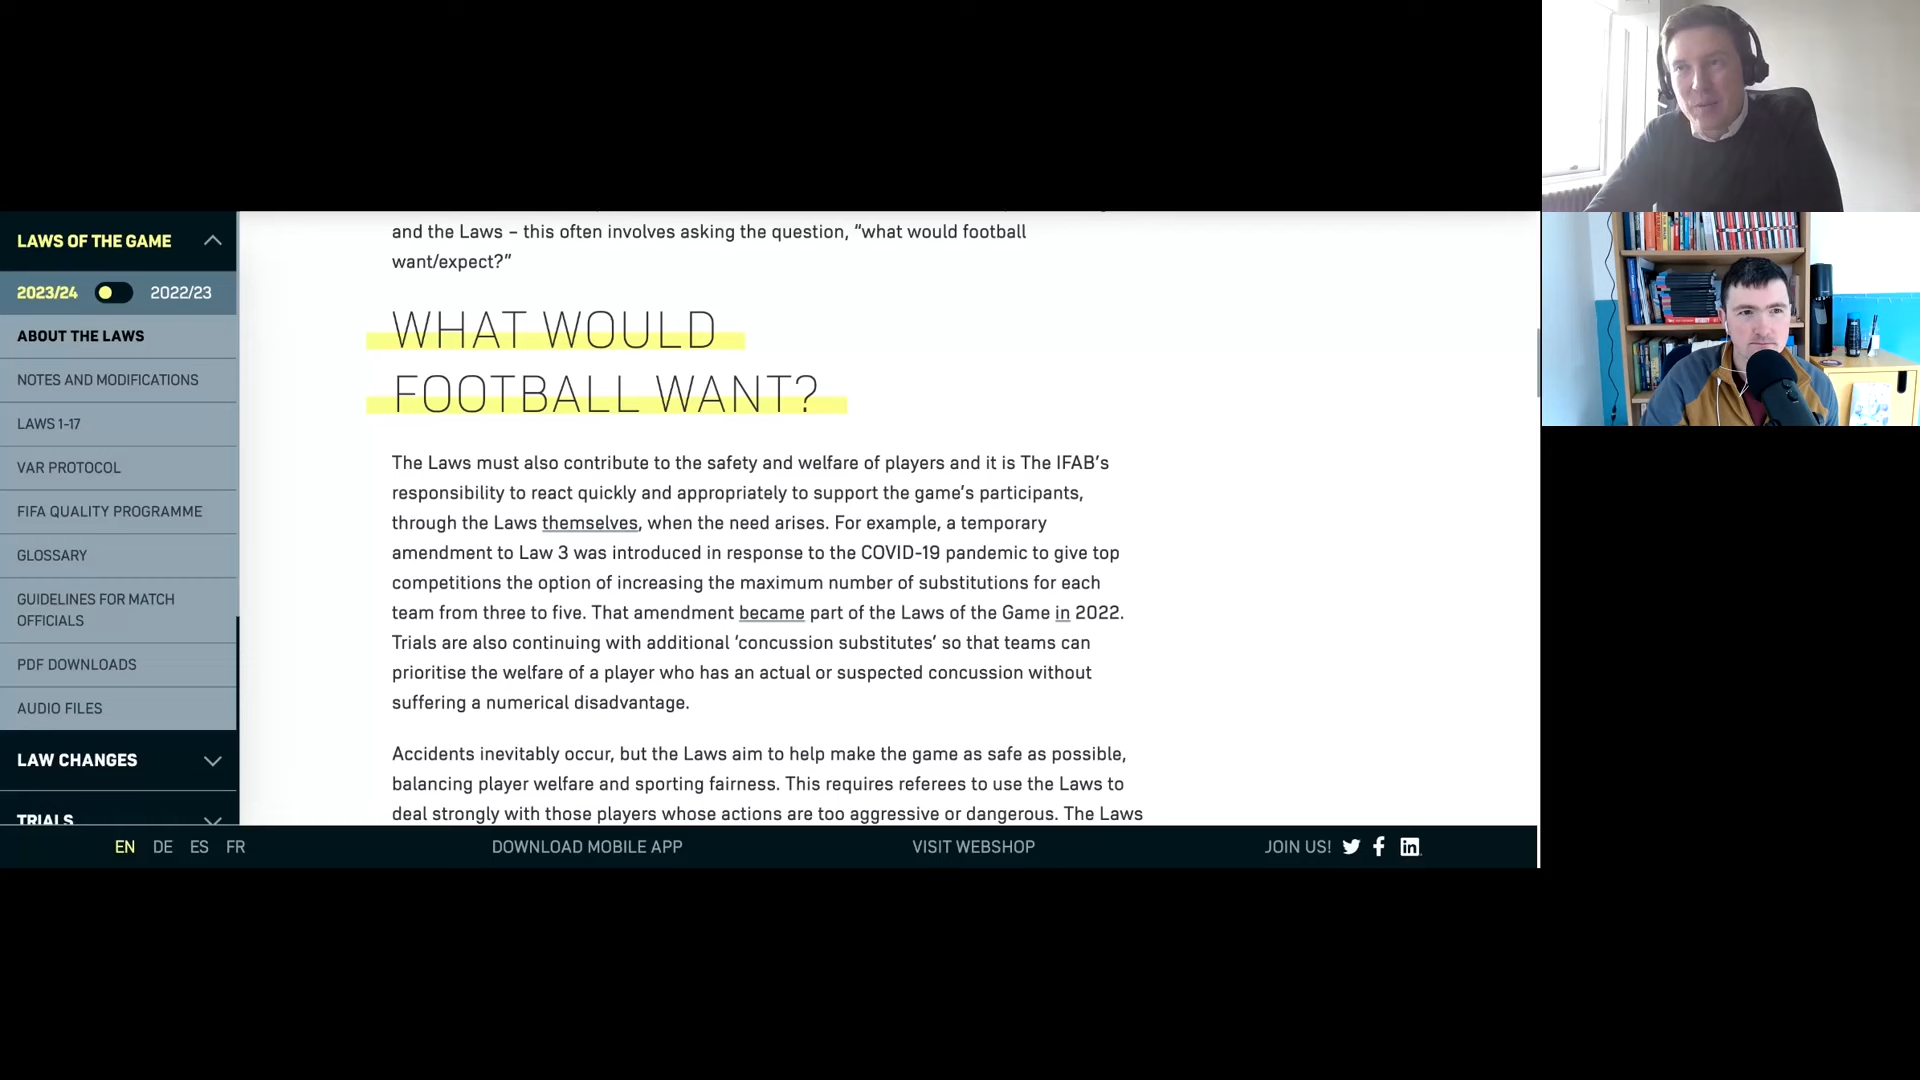 LAWS OF THE GAME
2023/24 2022/23
ABOUT THE LAWS
NOTES AND MODIFICATIONS
LAWS 1-17
VAR PROTOCOL
FIFA QUALITY PROGRAMME
GLOSSARY
GUIDELINES FOR MATCH
OFFICIALS
PDF DOWNLOADS
AUDIO FILES
LAW CHANGES
TRIALS
and the Laws – this often involves asking the question, “what would football
want/expect?”
WHAT WOULD
FOOTBALL WANT?
The Laws must also contribute to the safety and welfare of players and it is The IFAB’s
responsibility to react quickly and appropriately to support the game’s participants,
through the Laws themselves, when the need arises. For example, a temporary
amendment to Law 3 was introduced in response to the COVID-19 pandemic to give top
competitions the option of increasing the maximum number of substitutions for each
team from three to five. That amendment became part of the Laws of the Game in 2022.
Trials are also continuing with additional ‘concussion substitutes’ so that teams can
prioritise the welfare of a player who has an actual or suspected concussion without
suffering a numerical disadvantage.
Accidents inevitably occur, but the Laws aim to help make the game as safe as possible,
balancing player welfare and sporting fairness. This requires referees to use the Laws to
deal strongly with those players whose actions are too aggressive or dangerous. The Laws
EN DE ES FR DOWNLOAD MOBILE APP VISIT WEBSHOP JOIN US! in